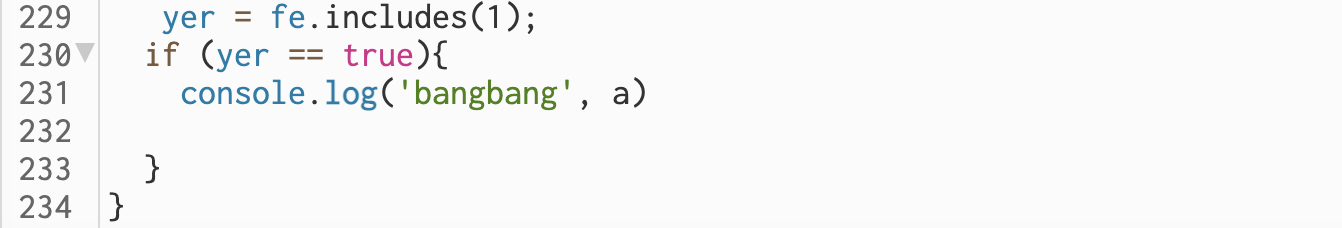 229 yer = fe.includes(1);
230 if (yer == true){
231 console.log('bangbang', a)
232
233 }
234 }